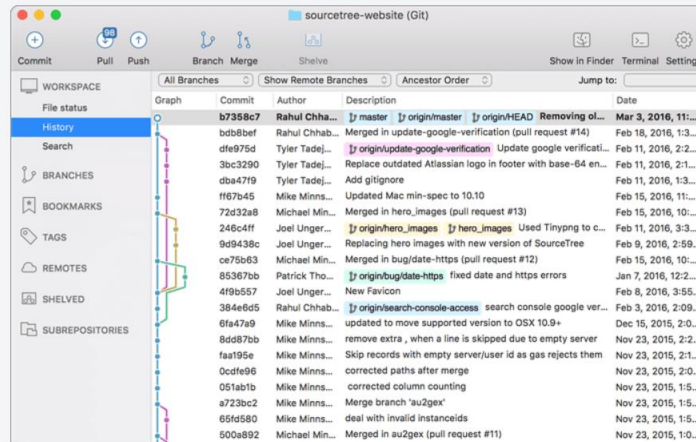 sourcetree-website (Git)
98
Commit Pull Push Branch Merge Shelve Show in Finder Terminal Setting
All Branches Show Remote Branches Ancestor Order Jump to:
WORKSPACE
File status
History
Search
BRANCHES
BOOKMARKS
TAGS
REMOTES
SHELVED
SUBREPOSITORIES
Graph Commit Author Description Date
b7358c7 Rahul Chha... master origin/master origin/HEAD Removing ol... Mar 3, 2016, 11:...
bdb8bef Rahul Chhab... Merged in update-google-verification (pull request #14) Feb 18, 2016, 1:3...
dfe975d Tyler Tadej... origin/update-google-verification Update google verificati... Feb 11, 2016, 2:2...
3bc3290 Tyler Tadej... Replace outdated Atlassian logo in footer with base-64 en... Feb 11, 2016, 2:1...
dba47f9 Tyler Tadej... Add gitignore Feb 11, 2016, 1:3...
ff67b45 Mike Minns... Updated Mac min-spec to 10.10 Feb 15, 2016, 11:...
72d32a8 Michael Min... Merged in hero_images (pull request #13) Feb 15, 2016, 10:...
246c4ff Joel Unger... origin/hero_images hero_images Used Tinypng to c... Feb 11, 2016, 3:3...
9d9438c Joel Unger... Replacing hero images with new version of SourceTree Feb 9, 2016, 2:59...
ce75b63 Michael Min... Merged in bug/date-https (pull request #12) Feb 15, 2016, 10:...
85367bb Patrick Tho... origin/bug/date-https fixed date and https errors Jan 7, 2016, 12:2...
4f9b557 Joel Unger... New Favicon Feb 8, 2016, 3:55...
384e6d5 Rahul Chhab... origin/search-console-access search console google ver... Feb 3, 2016, 2:09...
6fa47a9 Mike Minns... updated to move supported version to OSX 10.9+ Dec 15, 2015, 2:0...
8dd87bb Mike Minns... remove extra , when a line is skipped due to empty server Nov 23, 2015, 2:2...
faa195e Mike Minns... Skip records with empty server/user id as gas rejects them Nov 23, 2015, 2:1...
0cdfe96 Mike Minns... corrected paths after merge Nov 23, 2015, 2:0...
051ab1b Mike Minns... corrected column counting Nov 23, 2015, 1:5...
a723bc2 Mike Minns... Merge branch 'au2gex' Nov 23, 2015, 1:5...
65fd580 Mike Minns... deal with invalid instanceids Nov 23, 2015, 1:5...
500a892 Michael Min... Merged in au2gex (pull request #11) Nov 23, 2015, 1:0...